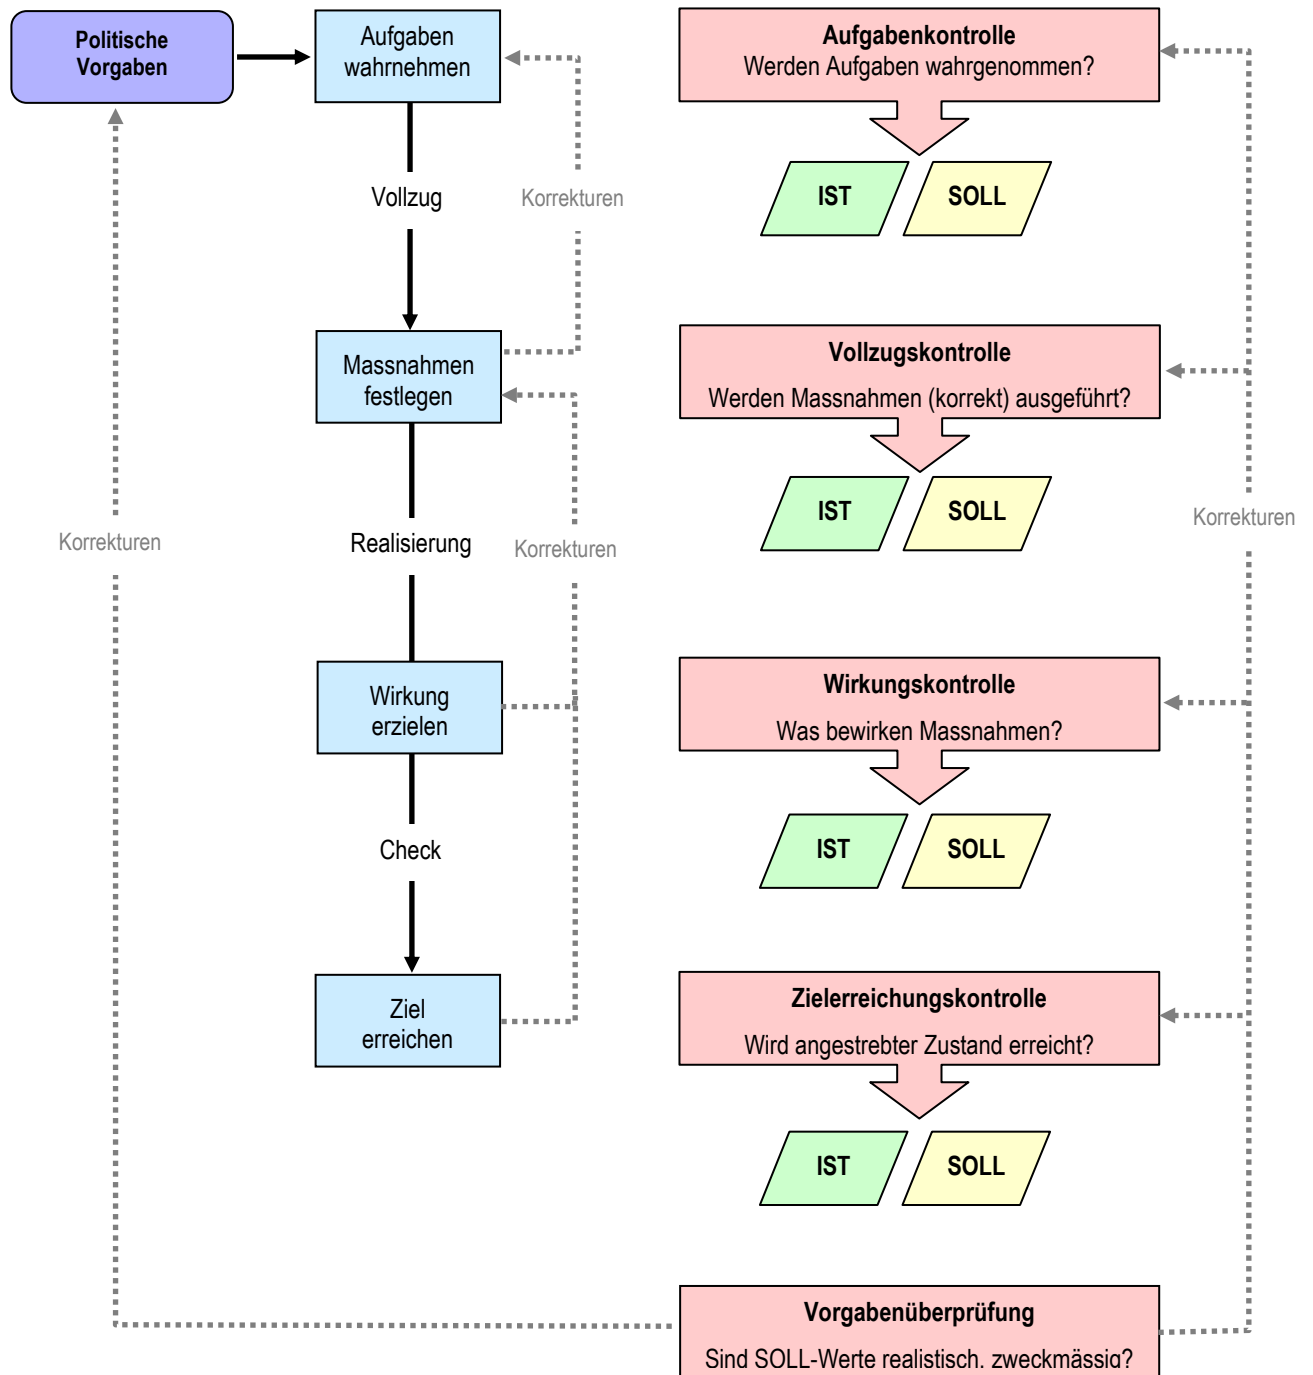 Politische
Vorgaben
Aufgaben
wahrnehmen
Vollzug
Korrekturen
Massnahmen
festlegen
Korrekturen
Realisierung
Korrekturen
Wirkung
erzielen
Check
Ziel
erreichen
Aufgabenkontrolle
Werden Aufgaben wahrgenommen?
IST
SOLL
Vollzugskontrolle
Werden Massnahmen (korrekt) ausgeführt?
IST
SOLL
Korrekturen
Wirkungskontrolle
Was bewirken Massnahmen?
IST
SOLL
Zielerreichungskontrolle
Wird angestrebter Zustand erreicht?
IST
SOLL
Vorgabenüberprüfung
Sind SOLL-Werte realistisch, zweckmässig?